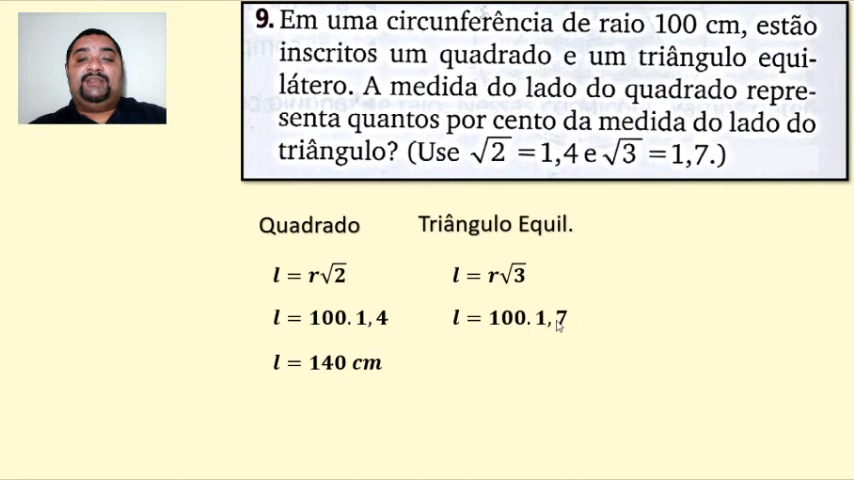 9. Em uma circunferência de raio 100 cm, estão
inscritos um quadrado e um triângulo equi-
látero. A medida do lado do quadrado repre-
senta quantos por cento da medida do lado do
triângulo? (Use √2 = 1,4 e √3 = 1,7.)
Quadrado
l = r√2
l = 100. 1, 4
l = 140 cm
Triângulo Equil.
l = r√3
l = 100. 1, 7